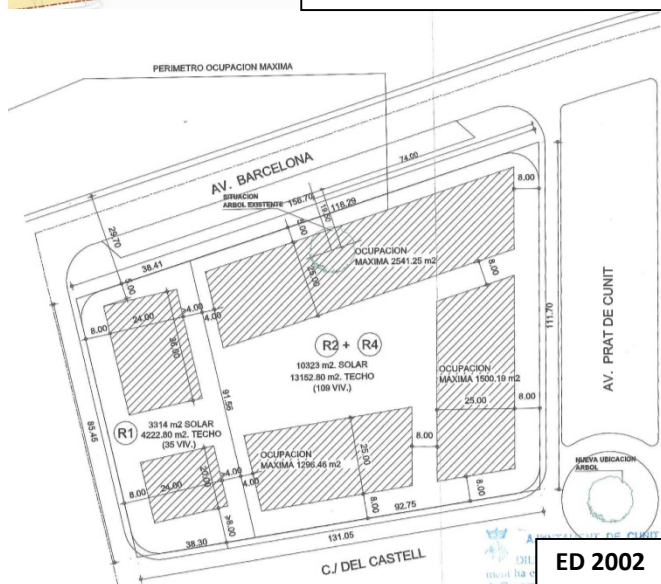 PERIMETRO OCUPACION MAXIMA
AV. BARCELONA
74.00
SITUACION
ARBOL EXISTENTE
156.70
118.29
19.50
8.00
29.70
5.00
38.41
5.00
25.00
OCUPACION
MAXIMA 2541.25 m2
8.00
AV. PRAT DE CUNIT
111.70
8.00
24.00
≥4.00
4.00
36.00
R2 + R4
10323 m2. SOLAR
13152.80 m2. TECHO
(109 VIV.)
91.56
OCUPACION
MAXIMA 1500.19 m2
25.00
8.00
85.45
R1
3314 m2 SOLAR
4222.80 m2. TECHO
(35 VIV.)
OCUPACION
MAXIMA 1296.46 m2
25.00
8.00
20.00
≥4.00
4.00
8.00
24.00
≥8.00
8.00
8.00
92.75
38.30
131.05
C./ DEL CASTELL
NUEVA UBICACION
ARBOL
DE CUNIT
ED 2002